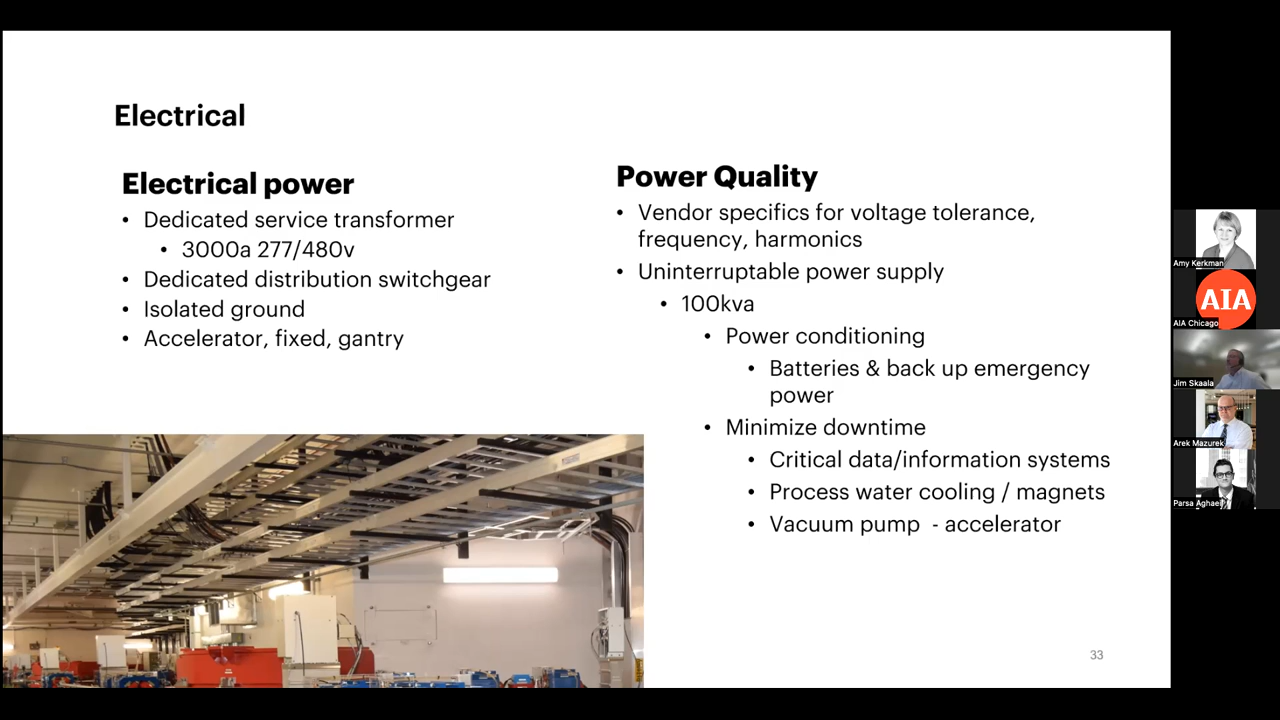 Electrical
Electrical power
• Dedicated service transformer
• 3000a 277/480v
• Dedicated distribution switchgear
• Isolated ground
• Accelerator, fixed, gantry
Power Quality
• Vendor specifics for voltage tolerance,
frequency, harmonics
• Uninterruptable power supply
• 100kva
• Power conditioning
• Batteries & back up emergency
power
• Minimize downtime
• Critical data/information systems
• Process water cooling / magnets
• Vacuum pump - accelerator
33
Amy Kerkman
AIA
AIA Chicago
Jim Skaala
Arek Mazurek